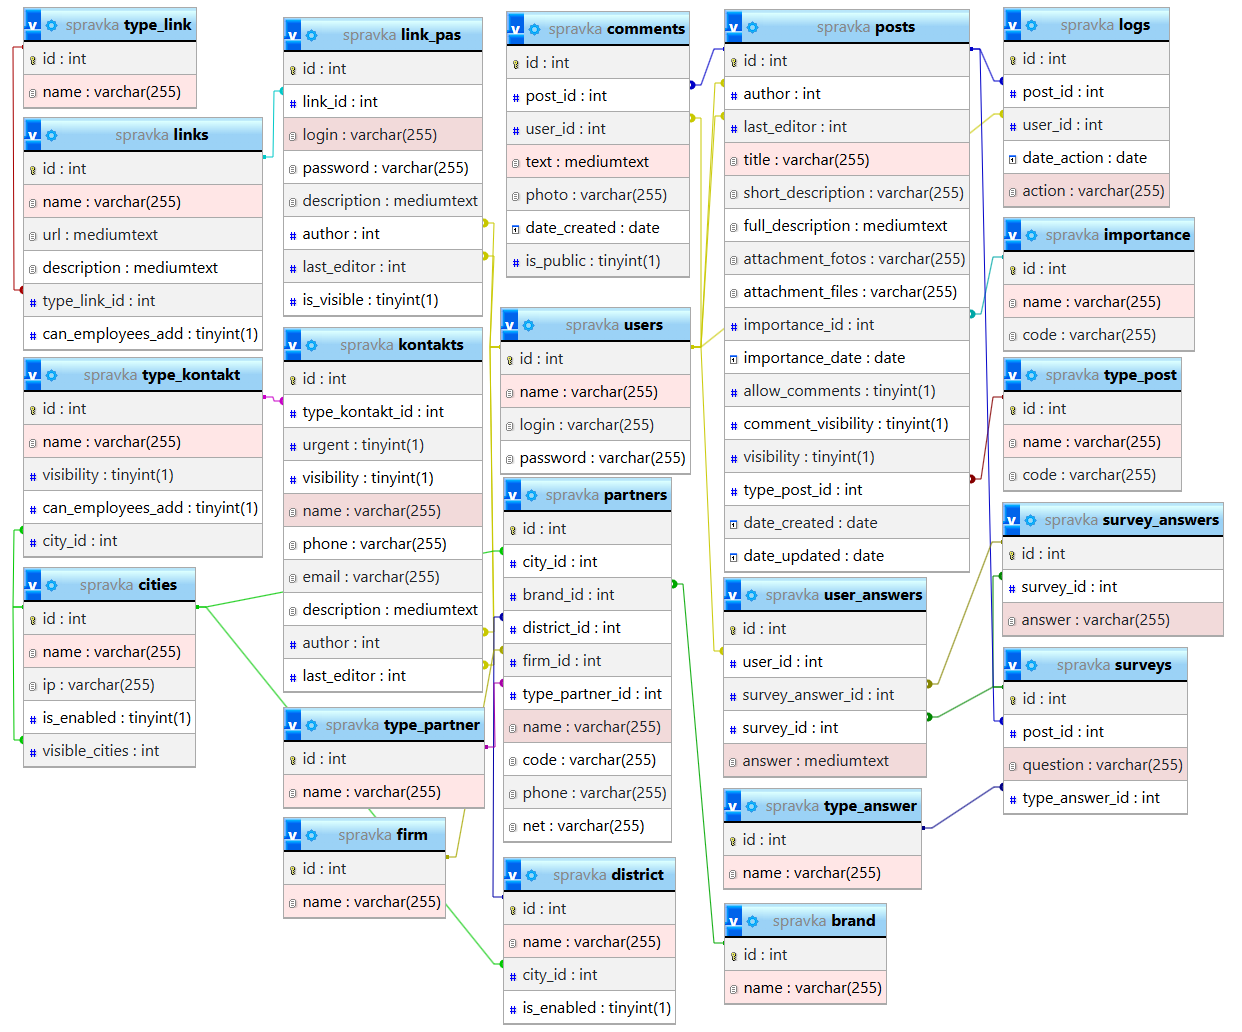 spravka type_link
id : int
name : varchar(255)
spravka links
id : int
name : varchar(255)
url : mediumtext
description : mediumtext
type_link_id : int
can_employees_add : tinyint(1)
spravka type_kontakt
id : int
name : varchar(255)
visibility : tinyint(1)
can_employees_add : tinyint(1)
city_id : int
spravka cities
id : int
name : varchar(255)
ip : varchar(255)
is_enabled : tinyint(1)
visible_cities : int
spravka link_pas
id : int
link_id : int
login : varchar(255)
password : varchar(255)
description : mediumtext
author : int
last_editor : int
is_visible : tinyint(1)
spravka kontakts
id : int
type_kontakt_id : int
urgent : tinyint(1)
visibility : tinyint(1)
name : varchar(255)
phone : varchar(255)
email : varchar(255)
description : mediumtext
author : int
last_editor : int
spravka type_partner
id : int
name : varchar(255)
spravka firm
id : int
name : varchar(255)
spravka comments
id : int
post_id : int
user_id : int
text : mediumtext
photo : varchar(255)
date_created : date
is_public : tinyint(1)
spravka users
id : int
name : varchar(255)
login : varchar(255)
password : varchar(255)
spravka partners
id : int
city_id : int
brand_id : int
district_id : int
firm_id : int
type_partner_id : int
name : varchar(255)
code : varchar(255)
phone : varchar(255)
net : varchar(255)
spravka district
id : int
name : varchar(255)
city_id : int
is_enabled : tinyint(1)
spravka posts
id : int
author : int
last_editor : int
title : varchar(255)
short_description : varchar(255)
full_description : mediumtext
attachment_fotos : varchar(255)
attachment_files : varchar(255)
importance_id : int
importance_date : date
allow_comments : tinyint(1)
comment_visibility : tinyint(1)
visibility : tinyint(1)
type_post_id : int
date_created : date
date_updated : date
spravka user_answers
id : int
user_id : int
survey_answer_id : int
survey_id : int
answer : mediumtext
spravka type_answer
id : int
name : varchar(255)
spravka brand
id : int
name : varchar(255)
spravka logs
id : int
post_id : int
user_id : int
date_action : date
action : varchar(255)
spravka importance
id : int
name : varchar(255)
code : varchar(255)
spravka type_post
id : int
name : varchar(255)
code : varchar(255)
spravka survey_answers
id : int
survey_id : int
answer : varchar(255)
spravka surveys
id : int
post_id : int
question : varchar(255)
type_answer_id : int